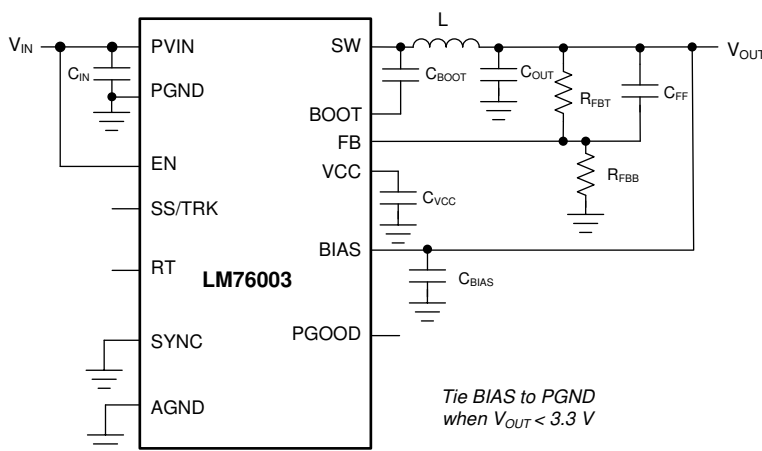 L
V_IN
PVIN
SW
V_OUT
C_IN
C_BOOT
C_OUT
R_FBT
C_FF
PGND
BOOT
FB
EN
VCC
R_FBB
SS/TRK
C_VCC
BIAS
RT
LM76003
C_BIAS
SYNC
PGOOD
AGND
Tie BIAS to PGND
when V_OUT < 3.3 V